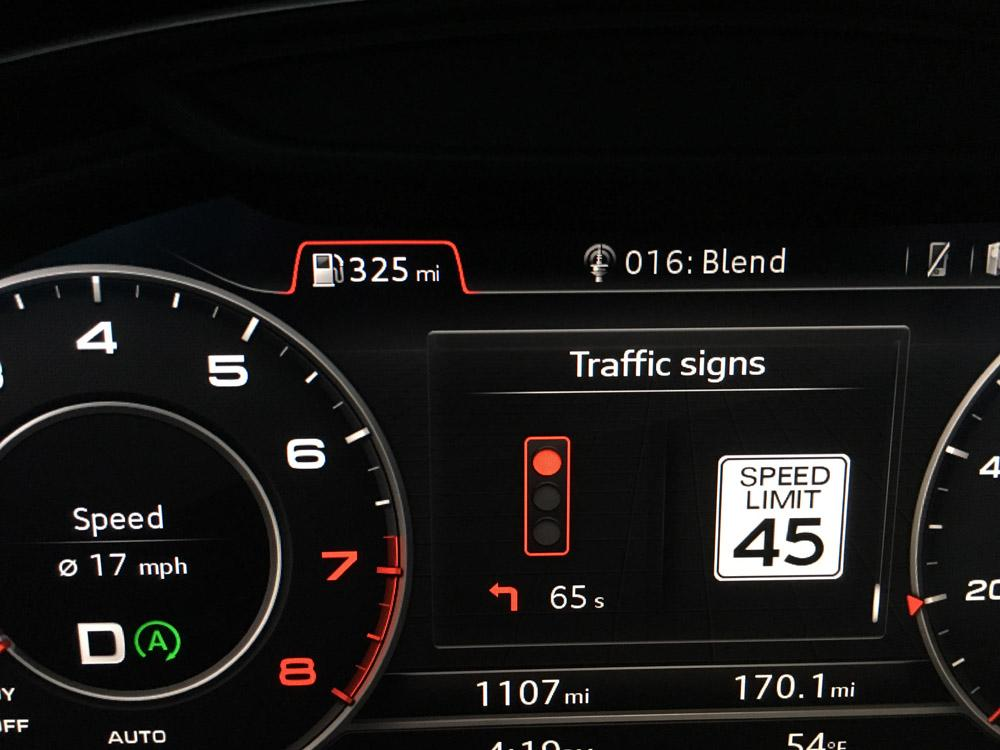 325 mi
016: Blend
4
5
6
7
8
Speed
ø 17 mph
D A
AUTO
Traffic signs
SPEED
LIMIT
45
65 s
1107 mi
170.1 mi
54°F